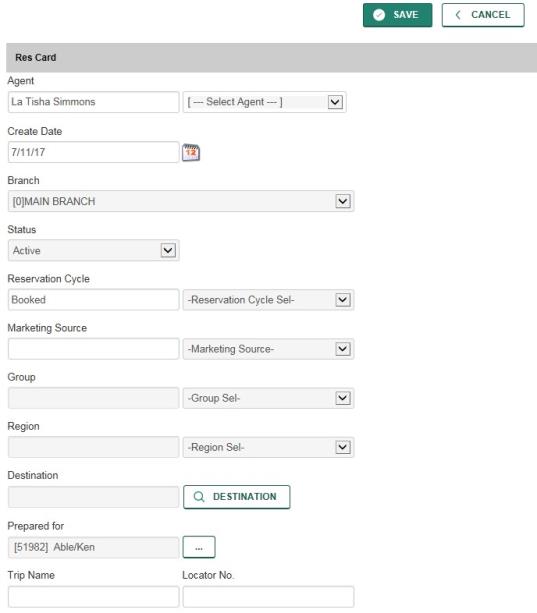 SAVE CANCEL
Res Card
Agent
La Tisha Simmons [ --- Select Agent --- ]
Create Date
7/11/17 12
Branch
[0]MAIN BRANCH
Status
Active
Reservation Cycle
Booked -Reservation Cycle Sel-
Marketing Source
-Marketing Source-
Group
-Group Sel-
Region
-Region Sel-
Destination
DESTINATION
Prepared for
[51982] Able/Ken ...
Trip Name Locator No.